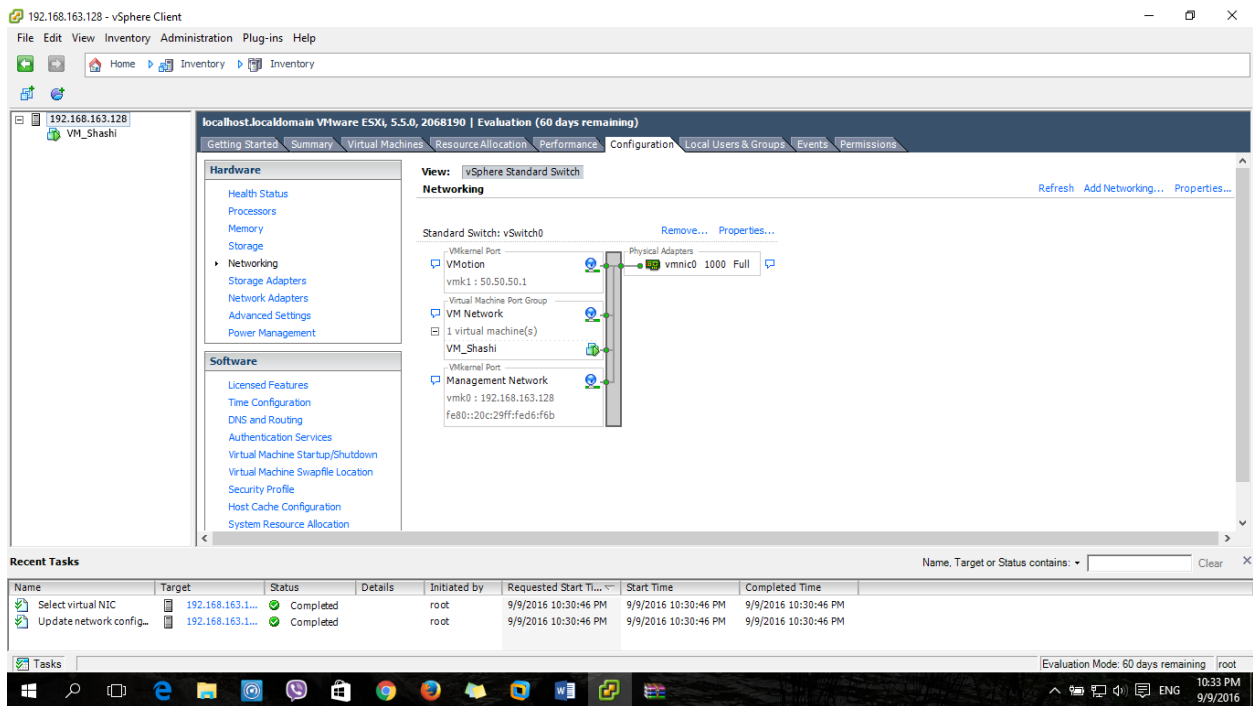 192.168.163.128 - vSphere Client
File Edit View Inventory Administration Plug-ins Help
Home Inventory Inventory
192.168.163.128
VM_Shashi
localhost.localdomain VMware ESXi, 5.5.0, 2068190 | Evaluation (60 days remaining)
Getting Started Summary Virtual Machines Resource Allocation Performance Configuration Local Users & Groups Events Permissions
Hardware
Health Status
Processors
Memory
Storage
Networking
Storage Adapters
Network Adapters
Advanced Settings
Power Management
Software
Licensed Features
Time Configuration
DNS and Routing
Authentication Services
Virtual Machine Startup/Shutdown
Virtual Machine Swapfile Location
Security Profile
Host Cache Configuration
System Resource Allocation
View: vSphere Standard Switch
Networking
Refresh Add Networking... Properties...
Standard Switch: vSwitch0 Remove... Properties...
VMkernel Port
VMotion
vmk1 : 50.50.50.1
Physical Adapters
vmnic0 1000 Full
Virtual Machine Port Group
VM Network
1 virtual machine(s)
VM_Shashi
VMkernel Port
Management Network
vmk0 : 192.168.163.128
fe80::20c:29ff:fed6:f6b
Recent Tasks
Name, Target or Status contains: Clear
Name Target Status Details Initiated by Requested Start Ti... Start Time Completed Time
Select virtual NIC 192.168.163.1... Completed root 9/9/2016 10:30:46 PM 9/9/2016 10:30:46 PM 9/9/2016 10:30:46 PM
Update network config... 192.168.163.1... Completed root 9/9/2016 10:30:46 PM 9/9/2016 10:30:46 PM 9/9/2016 10:30:46 PM
Tasks
Evaluation Mode: 60 days remaining root
ENG
10:33 PM
9/9/2016